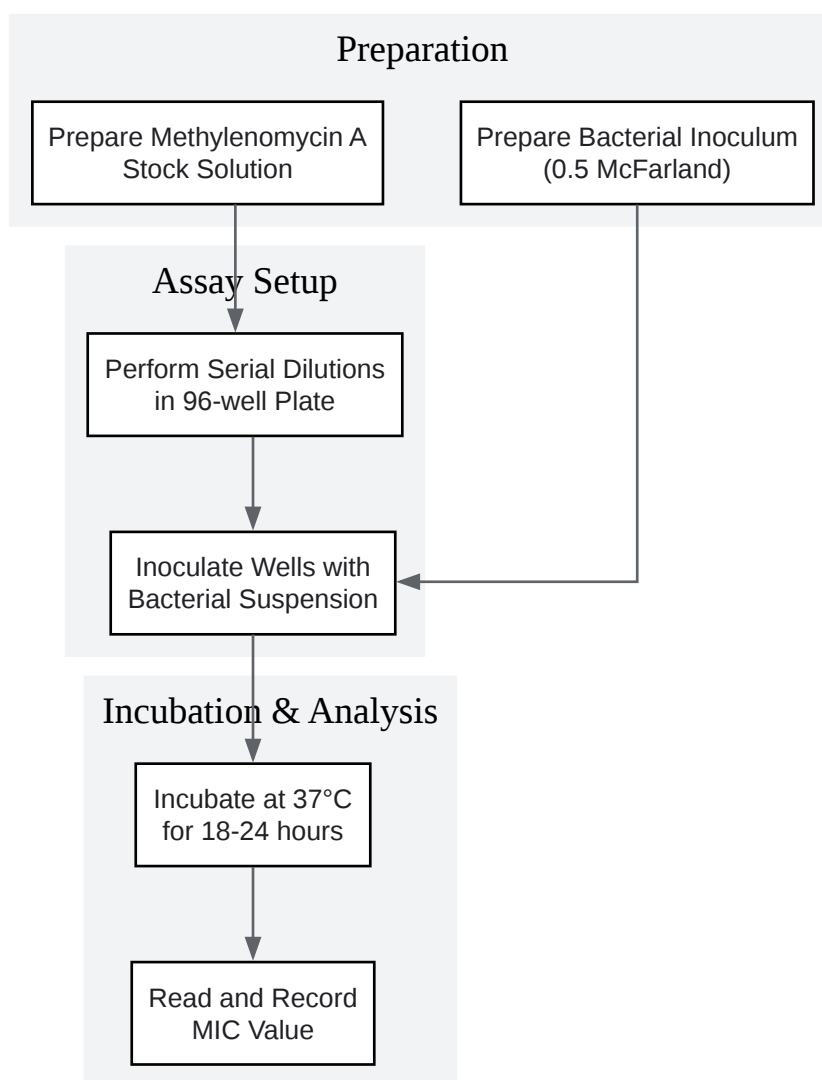 Preparation
Prepare Methylenomycin A
Stock Solution
Prepare Bacterial Inoculum
(0.5 McFarland)
Assay Setup
Perform Serial Dilutions
in 96-well Plate
Inoculate Wells with
Bacterial Suspension
Incubation & Analysis
Incubate at 37°C
for 18-24 hours
Read and Record
MIC Value